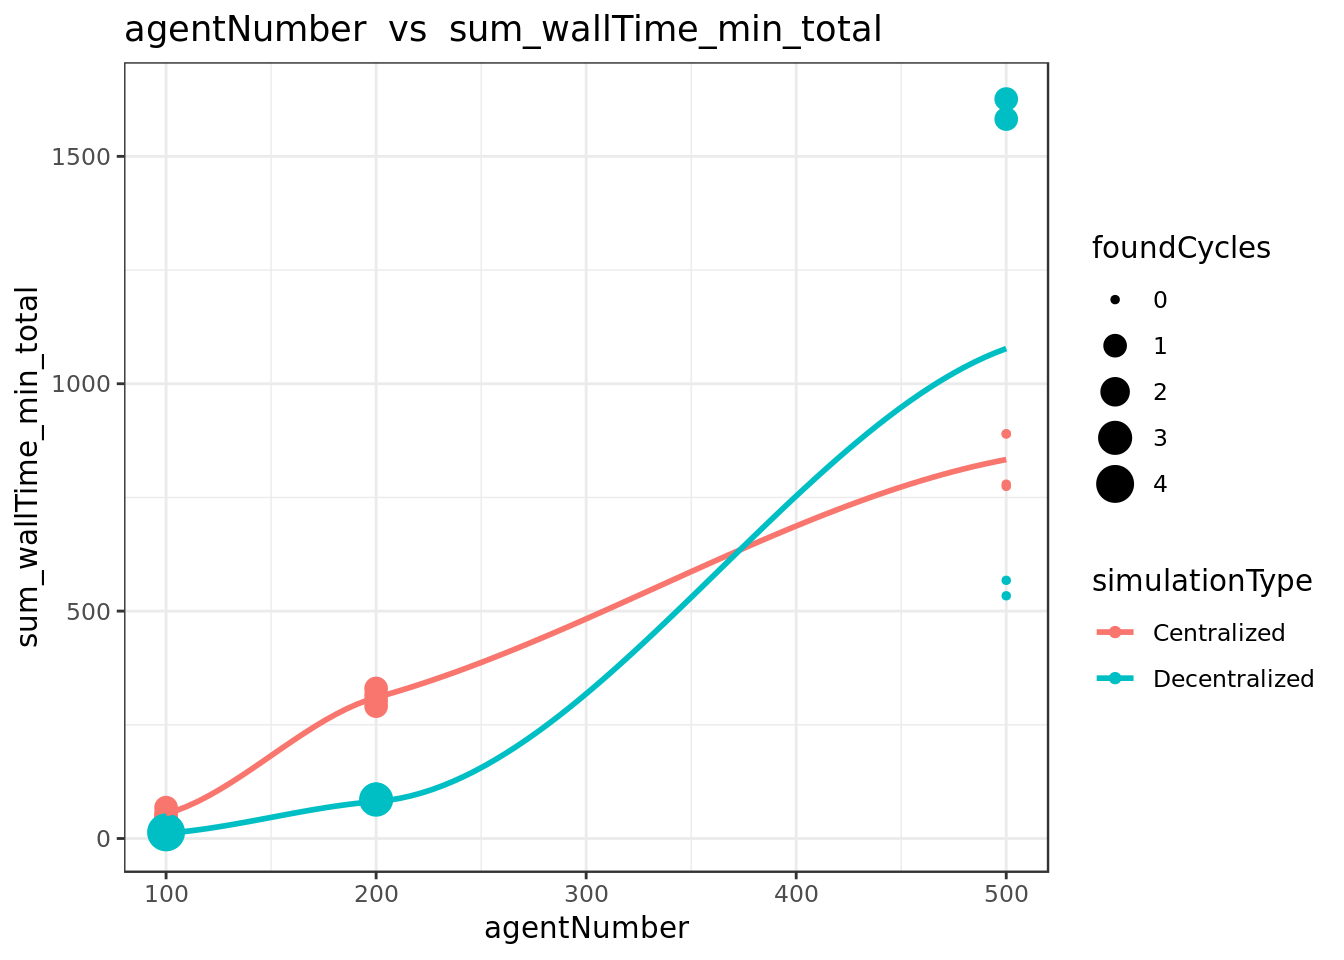 agentNumber  vs  sum_wallTime_min_total
sum_wallTime_min_total
1500
1000
500
0
100
200
300
400
500
agentNumber
foundCycles
0
1
2
3
4
simulationType
Centralized
Decentralized